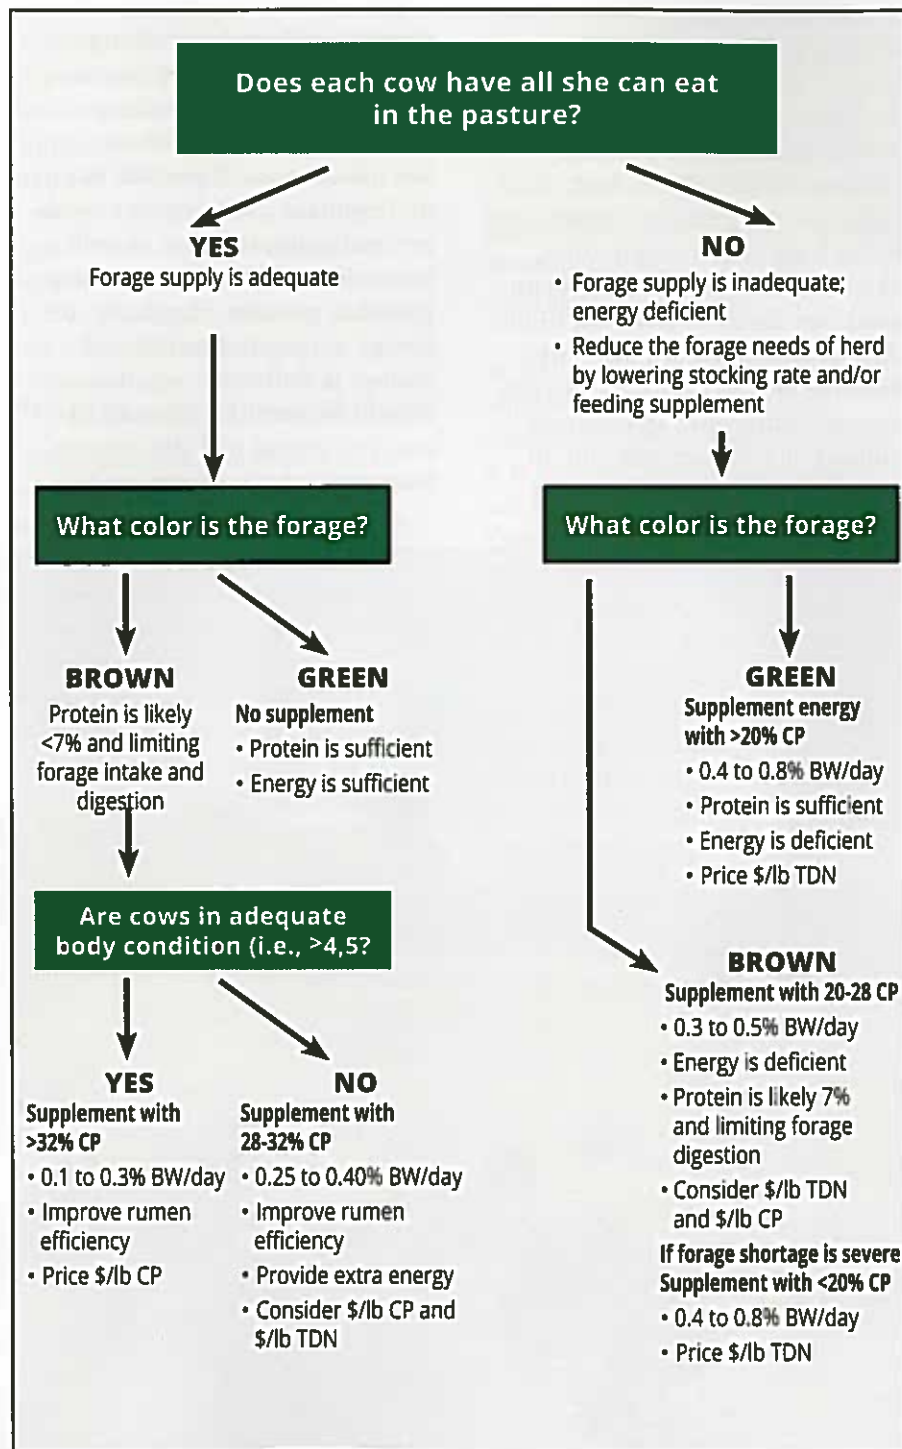 Does each cow have all she can eat
in the pasture?
YES
Forage supply is adequate
NO
• Forage supply is inadequate;
energy deficient
• Reduce the forage needs of herd
by lowering stocking rate and/or
feeding supplement
What color is the forage?
What color is the forage?
BROWN
Protein is likely
<7% and limiting
forage intake and
digestion
GREEN
No supplement
• Protein is sufficient
• Energy is sufficient
GREEN
Supplement energy
with >20% CP
• 0.4 to 0.8% BW/day
• Protein is sufficient
• Energy is deficient
• Price $/lb TDN
Are cows in adequate
body condition (i.e., >4,5?
BROWN
Supplement with 20-28 CP
• 0.3 to 0.5% BW/day
• Energy is deficient
• Protein is likely 7%
and limiting forage
digestion
• Consider $/lb TDN
and $/lb CP
If forage shortage is severe
Supplement with <20% CP
• 0.4 to 0.8% BW/day
• Price $/lb TDN
YES
Supplement with
>32% CP
• 0.1 to 0.3% BW/day
• Improve rumen
efficiency
• Price $/lb CP
NO
Supplement with
28-32% CP
• 0.25 to 0.40% BW/day
• Improve rumen
efficiency
• Provide extra energy
• Consider $/lb CP and
$/lb TDN